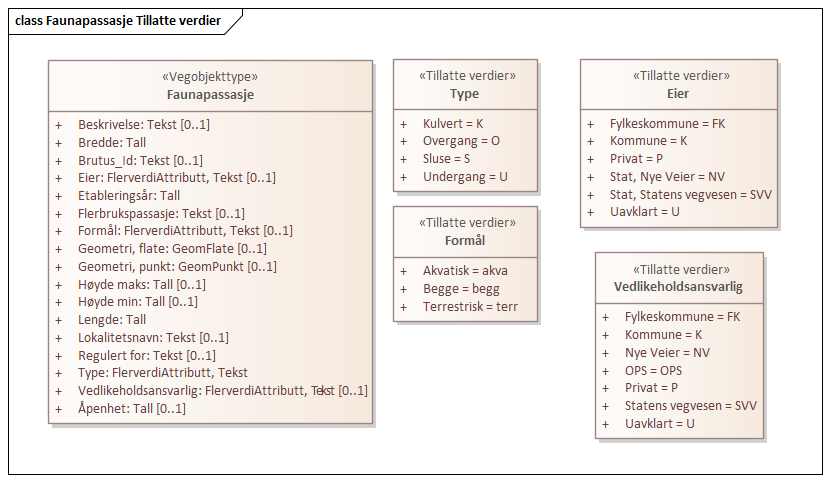 class Faunapassasje Tillatte verdier
«Vegobjekttype»
Faunapassasje
+ Beskrivelse: Tekst [0..1]
+ Bredde: Tall
+ Brutus_Id: Tekst [0..1]
+ Eier: FlerverdiAttributt, Tekst [0..1]
+ Etableringsår: Tall
+ Flerbrukspassasje: Tekst [0..1]
+ Formål: FlerverdiAttributt, Tekst [0..1]
+ Geometri, flate: GeomFlate [0..1]
+ Geometri, punkt: GeomPunkt [0..1]
+ Høyde maks: Tall [0..1]
+ Høyde min: Tall [0..1]
+ Lengde: Tall
+ Lokalitetsnavn: Tekst [0..1]
+ Regulert for: Tekst [0..1]
+ Type: FlerverdiAttributt, Tekst
+ Vedlikeholdsansvarlig: FlerverdiAttributt, Tekst [0..1]
+ Åpenhet: Tall [0..1]
«Tillatte verdier»
Type
+ Kulvert = K
+ Overgang = O
+ Sluse = S
+ Undergang = U
«Tillatte verdier»
Formål
+ Akvatisk = akva
+ Begge = begg
+ Terrestrisk = terr
«Tillatte verdier»
Eier
+ Fylkeskommune = FK
+ Kommune = K
+ Privat = P
+ Stat, Nye Veier = NV
+ Stat, Statens vegvesen = SVV
+ Uavklart = U
«Tillatte verdier»
Vedlikeholdsansvarlig
+ Fylkeskommune = FK
+ Kommune = K
+ Nye Veier = NV
+ OPS = OPS
+ Privat = P
+ Statens vegvesen = SVV
+ Uavklart = U